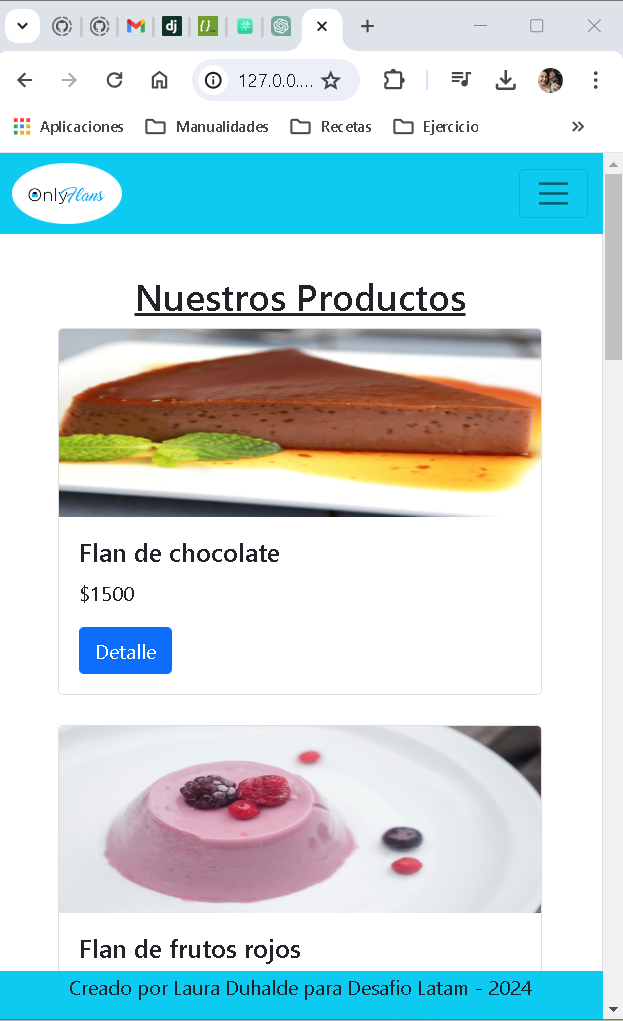 dj
127.0.0....
Aplicaciones
Manualidades
Recetas
Ejercicio
OnlyFlans
Nuestros Productos
Flan de chocolate
$1500
Detalle
Flan de frutos rojos
Creado por Laura Duhalde para Desafio Latam - 2024